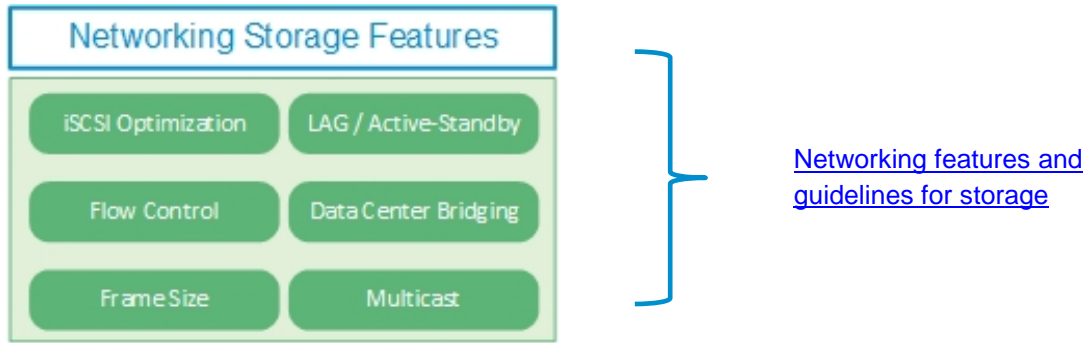 Networking Storage Features
iSCSI Optimization
LAG / Active-Standby
Flow Control
Data Center Bridging
Frame Size
Multicast
Networking features and
guidelines for storage